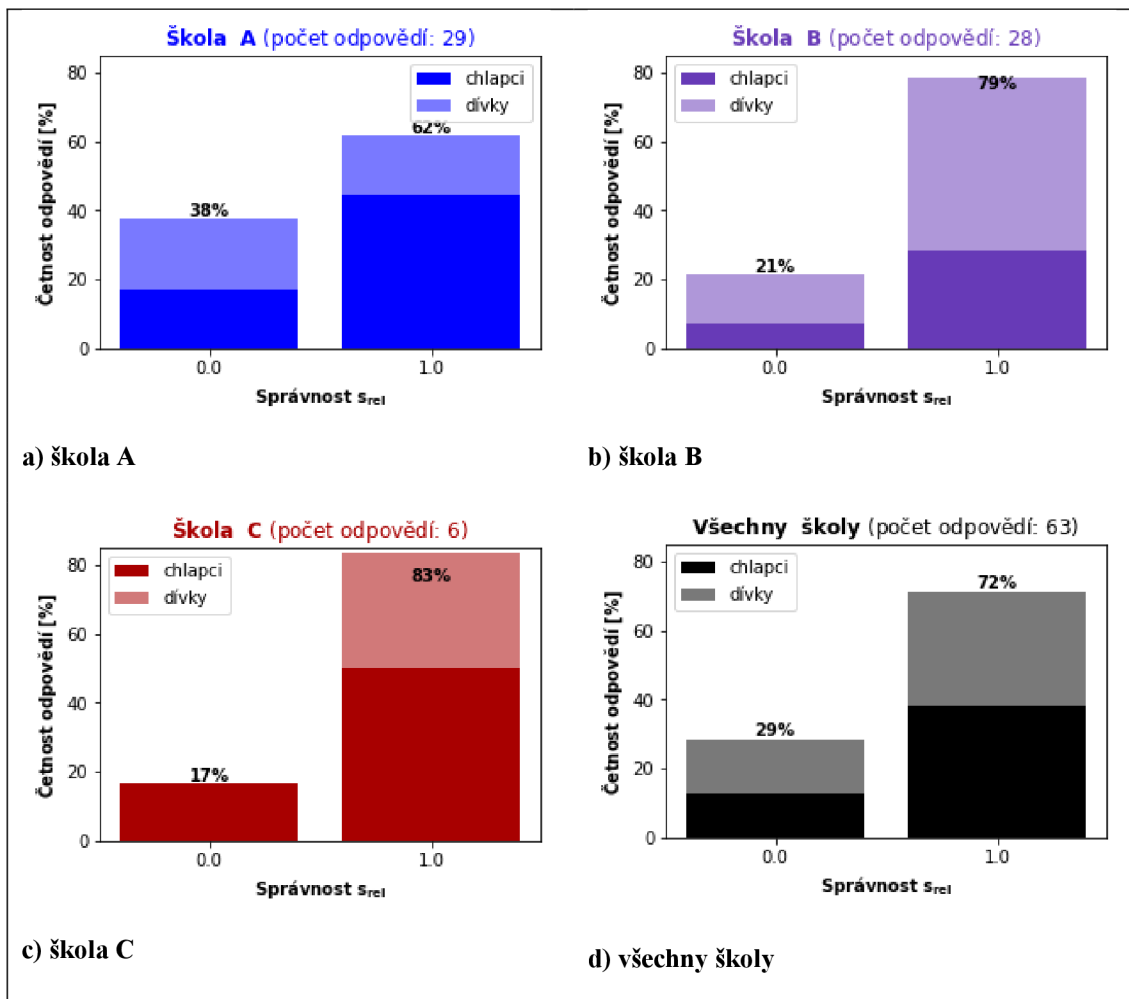 Škola A (počet odpovědí: 29)
80
60
40
20
0
Četnost odpovědí [%]
chlapci
dívky
38%
62%
0.0
1.0
Správnost s_rel
a) škola A
Škola B (počet odpovědí: 28)
80
60
40
20
0
Četnost odpovědí [%]
chlapci
dívky
21%
79%
0.0
1.0
Správnost s_rel
b) škola B
Škola C (počet odpovědí: 6)
80
60
40
20
0
Četnost odpovědí [%]
chlapci
dívky
17%
83%
0.0
1.0
Správnost s_rel
c) škola C
Všechny školy (počet odpovědí: 63)
80
60
40
20
0
Četnost odpovědí [%]
chlapci
dívky
29%
72%
0.0
1.0
Správnost s_rel
d) všechny školy